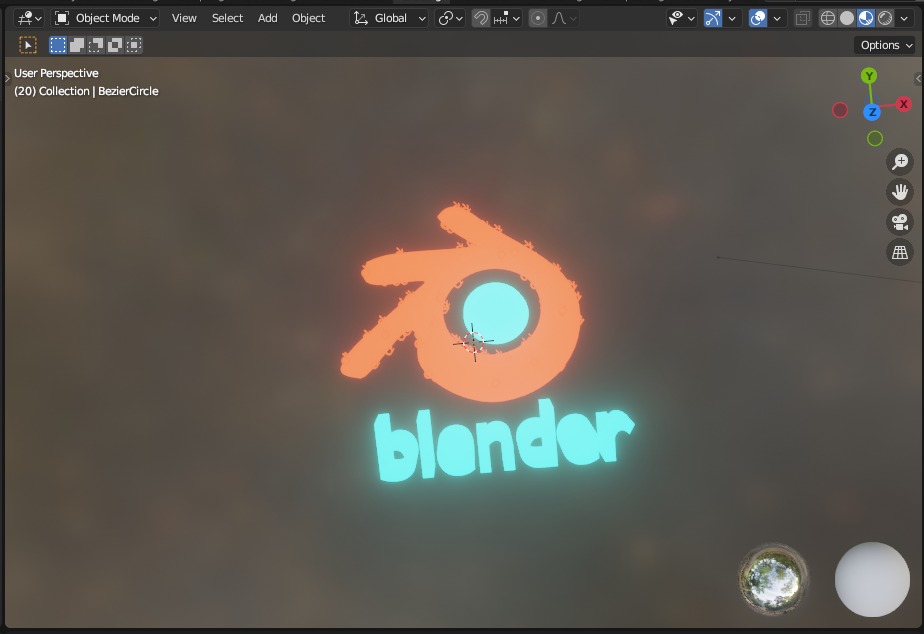 Object Mode View Select Add Object Global
Options
User Perspective
(20) Collection | BezierCircle
Y
X
Z
blender